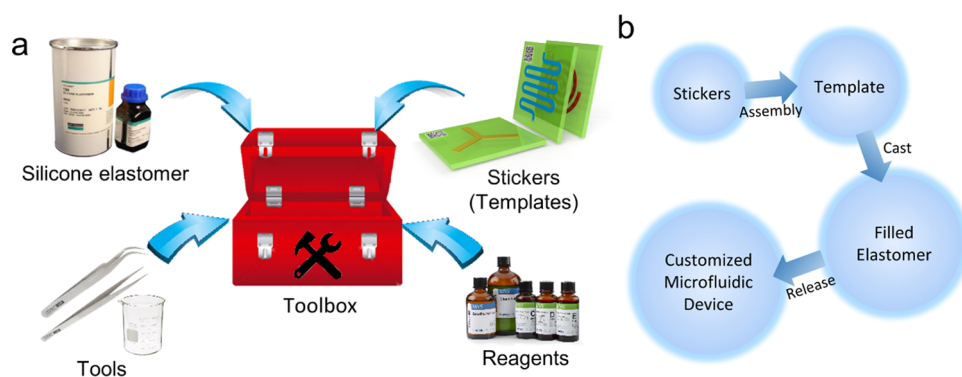 a
Silicone elastomer
Stickers
(Templates)
Toolbox
Tools
Reagents
b
Stickers
Assembly
Template
Cast
Filled
Elastomer
Release
Customized
Microfluidic
Device